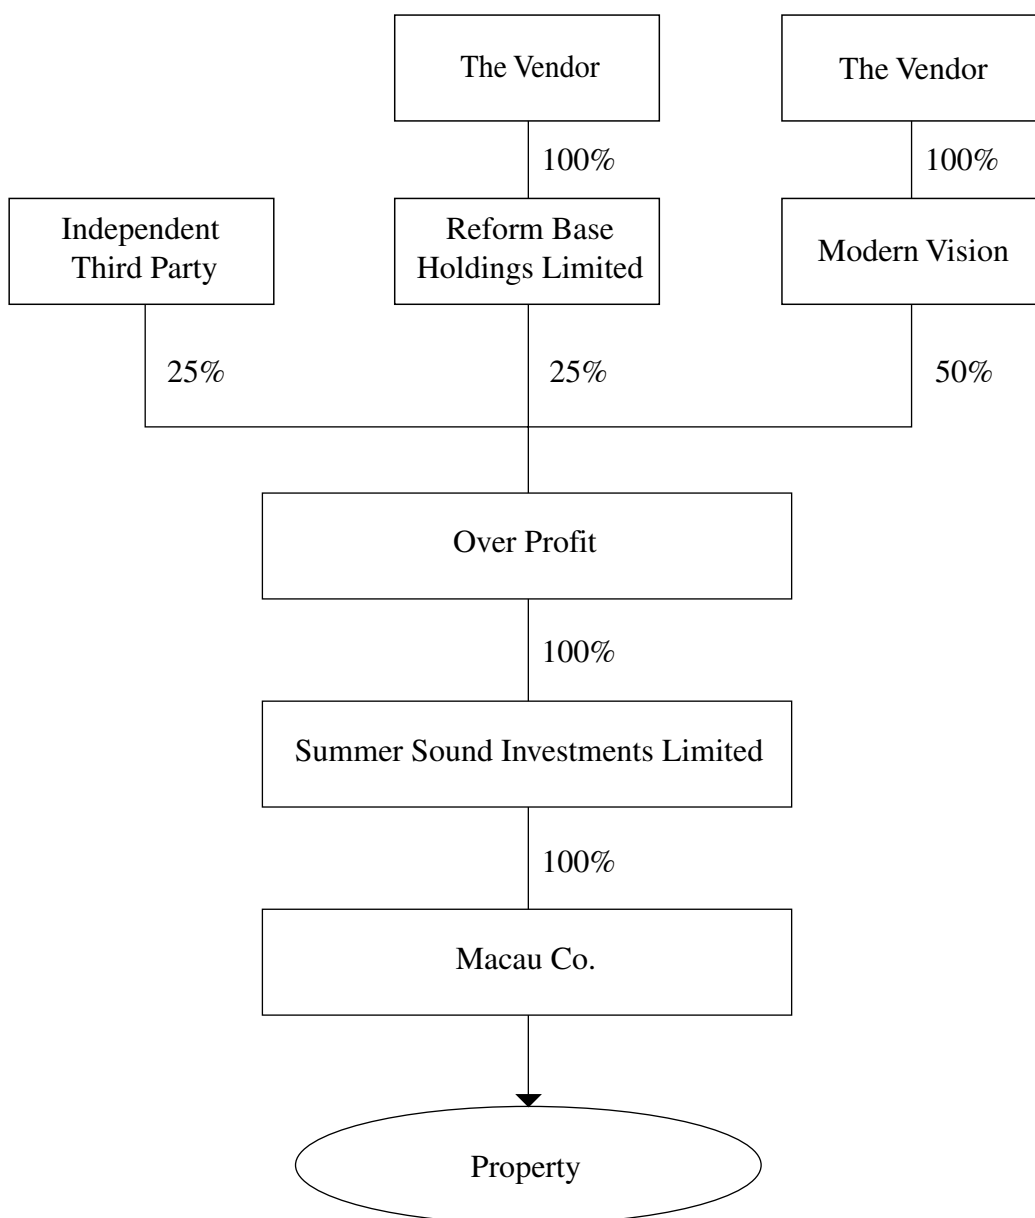 The Vendor
The Vendor
100%
100%
Independent
Third Party
Reform Base
Holdings Limited
Modern Vision
25%
25%
50%
Over Profit
100%
Summer Sound Investments Limited
100%
Macau Co.
Property